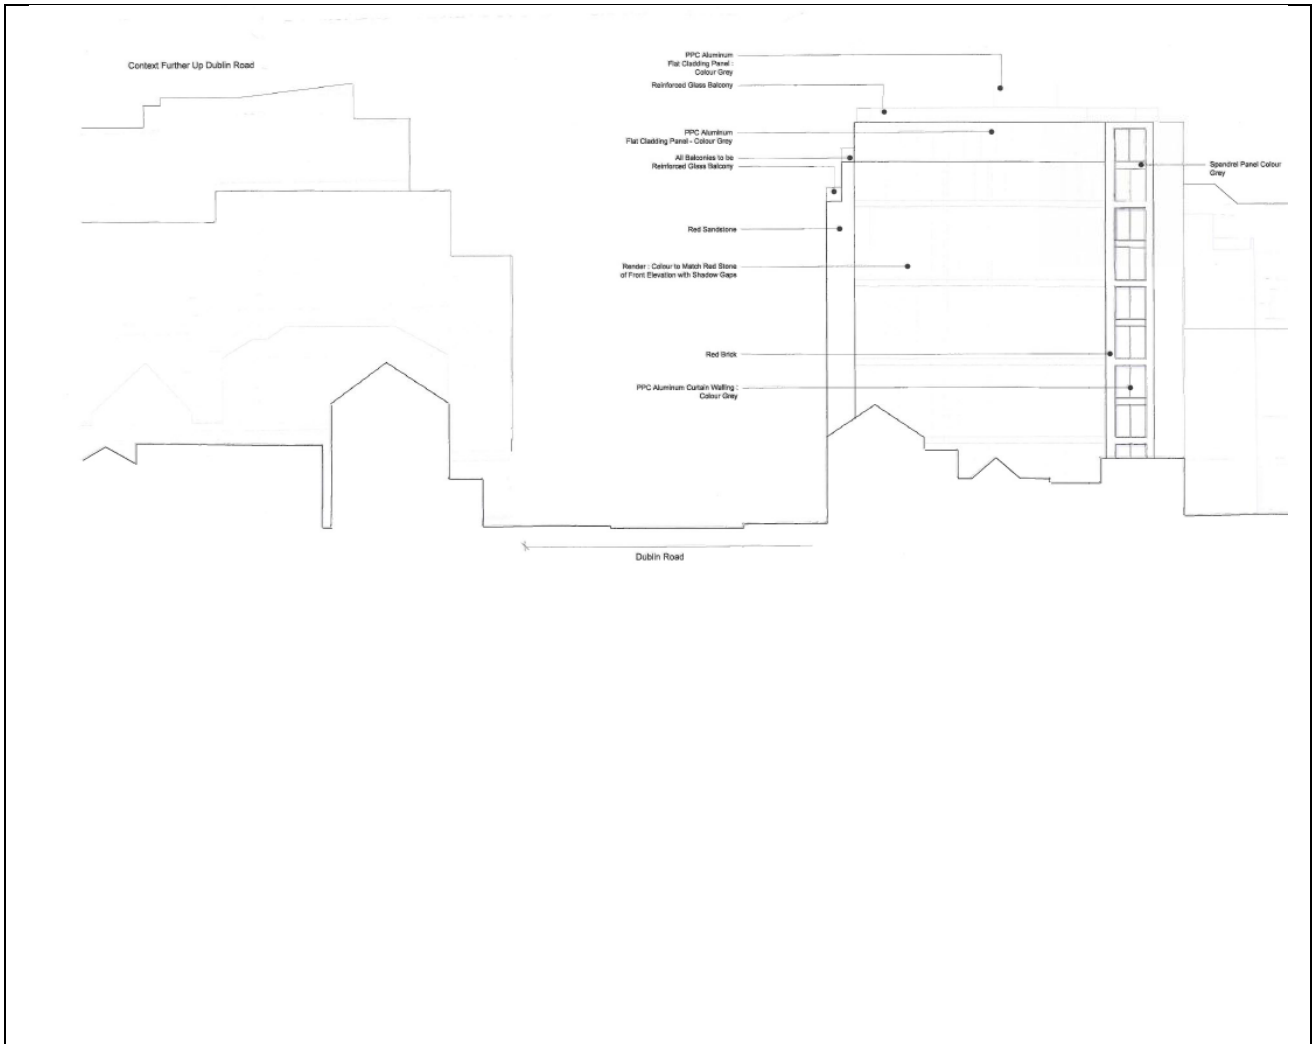 Context Further Up Dublin Road
PPC Aluminum
Flat Cladding Panel :
Colour Grey
Reinforced Glass Balcony
PPC Aluminum
Flat Cladding Panel - Colour Grey
All Balconies to be
Reinforced Glass Balcony
Spandrel Panel Colour
Grey
Red Sandstone
Render : Colour to Match Red Stone
of Front Elevation with Shadow Gaps
Red Brick
PPC Aluminum Curtain Walling :
Colour Grey
Dublin Road